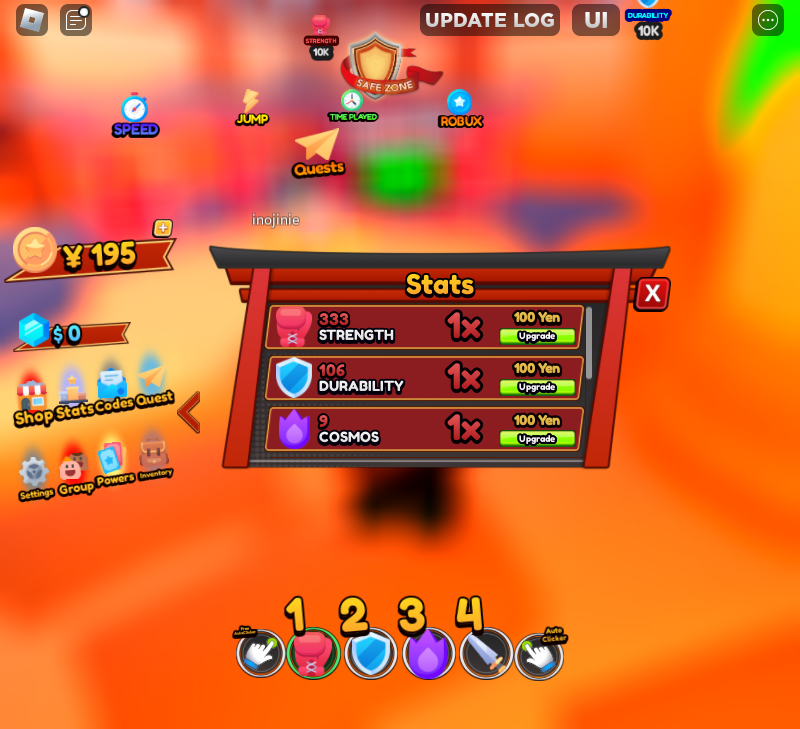 UPDATE LOG
UI
DURABILITY
10K
STRENGTH
10K
SAFE ZONE
SPEED
JUMP
TIME PLAYED
ROBUX
Quests
inojinie
¥ 195
$ 0
Shop
Stats
Codes
Quest
Settings
Group
Powers
Inventory
Stats
X
333
STRENGTH
1x
100 Yen
Upgrade
106
DURABILITY
1x
100 Yen
Upgrade
9
COSMOS
1x
100 Yen
Upgrade
1
2
3
4
Free
AutoClicker
Auto
Clicker